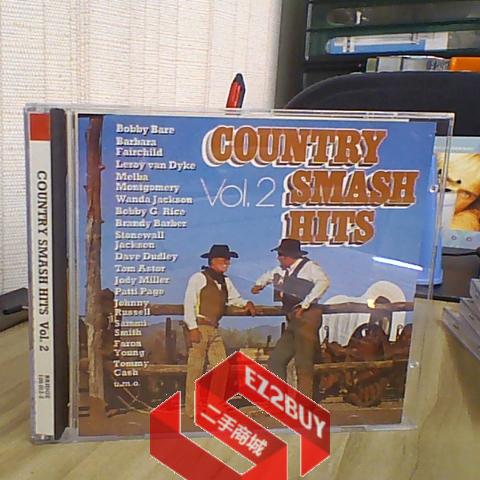 Bobby Bare
Barbara
Fairchild
Leroy van Dyke
Melba
Montgomery
Wanda Jackson
Bobby G. Rice
Brandy Barber
Stonewall
Jackson
Dave Dudley
Tom Astor
Jody Miller
Patti Page
Johnny
Russell
Sammi
Smith
Faron
Young
Tommy
Cash
u.m.o.
COUNTRY
Vol. 2 SMASH
HITS
COUNTRY SMASH HITS Vol. 2
BRIDGE
EZ2BUY
二手商城